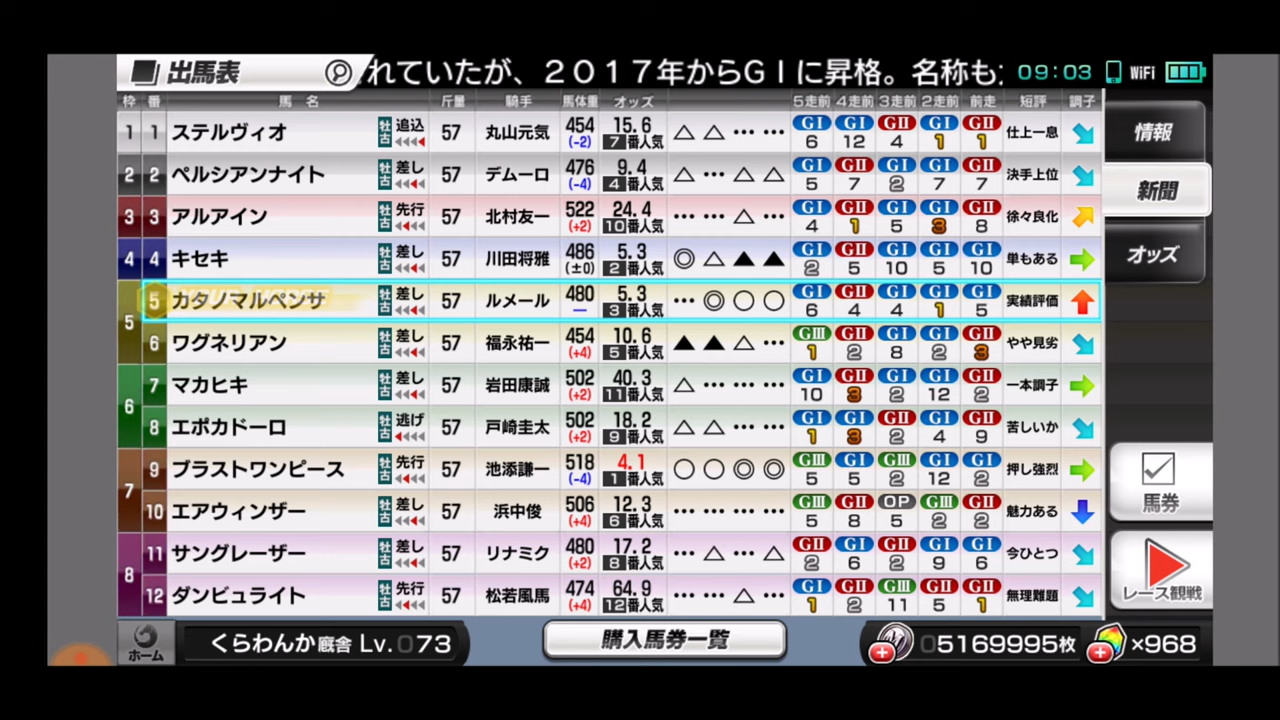 出馬表 れていたが、２０１７年からGⅠに昇格。名称も 09:03 WiFi
枠 番 馬 名 斤量 騎手 馬体重 オッズ 5走前 4走前 3走前 2走前 前走 短評 調子
1 1 ステルヴィオ 牡古 追込 57 丸山元気 454 (-2) 15.6 7番人気 △ △ … … GⅠ 6 GⅠ 12 GⅡ 4 GⅠ 1 GⅡ 1 仕上一息
2 2 ペルシアンナイト 牡古 差し 57 デムーロ 476 (-4) 9.4 4番人気 △ … △ △ GⅠ 5 GⅡ 7 GⅠ 2 GⅠ 7 GⅡ 7 決手上位
3 3 アルアイン 牡古 先行 57 北村友一 522 (+2) 24.4 10番人気 … … △ … GⅠ 4 GⅡ 1 GⅠ 5 GⅠ 3 GⅡ 8 徐々良化
4 4 キセキ 牡古 差し 57 川田将雅 486 (±0) 5.3 2番人気 ◎ △ ▲ ▲ GⅠ 2 GⅡ 5 GⅠ 10 GⅠ 5 GⅠ 10 単もある
5 5 カタノマルペンサ 牡古 差し 57 ルメール 480 — 5.3 3番人気 … ◎ ○ ○ GⅠ 6 GⅡ 4 GⅠ 4 GⅠ 1 GⅠ 5 実績評価
6 ワグネリアン 牡古 差し 57 福永祐一 454 (+4) 10.6 5番人気 ▲ ▲ △ … GⅢ 1 GⅡ 2 GⅠ 8 GⅠ 2 GⅡ 3 やや見劣
6 7 マカヒキ 牡古 差し 57 岩田康誠 502 (+2) 40.3 11番人気 △ … … … GⅠ 10 GⅡ 3 GⅠ 2 GⅠ 12 GⅡ 2 一本調子
8 エポカドーロ 牡古 逃げ 57 戸崎圭太 502 (+2) 18.2 9番人気 △ △ … … GⅠ 1 GⅠ 3 GⅡ 2 GⅠ 4 GⅡ 9 苦しいか
7 9 ブラストワンピース 牡古 先行 57 池添謙一 518 (-4) 4.1 1番人気 ○ ○ ◎ ◎ GⅢ 5 GⅠ 5 GⅢ 2 GⅠ 12 GⅠ 2 押し強烈
10 エアウィンザー 牡古 差し 57 浜中俊 506 (+4) 12.3 6番人気 … … … … GⅢ 5 GⅡ 8 OP 5 GⅢ 2 GⅡ 2 魅力ある
8 11 サングレーザー 牡古 差し 57 リナミク 480 (+2) 17.2 8番人気 … △ … △ GⅡ 2 GⅠ 6 GⅡ 2 GⅠ 9 GⅠ 6 今ひとつ
12 ダンビュライト 牡古 先行 57 松若風馬 474 (+4) 64.9 12番人気 … … △ … GⅠ 1 GⅡ 2 GⅢ 11 GⅡ 5 GⅡ 1 無理難題
情報
新聞
オッズ
馬券
レース観戦
ホーム くらわんか厩舎 Lv.073 購入馬券一覧 05169995枚 ×968